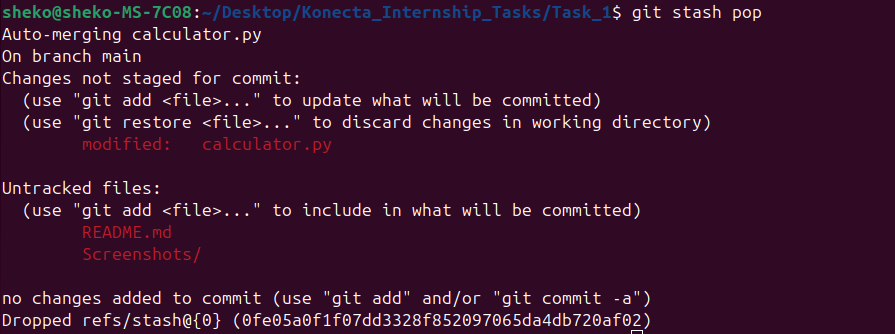 sheko@sheko-MS-7C08:~/Desktop/Konecta_Internship_Tasks/Task_1$ git stash pop
Auto-merging calculator.py
On branch main
Changes not staged for commit:
  (use "git add <file>..." to update what will be committed)
  (use "git restore <file>..." to discard changes in working directory)
        modified:   calculator.py

Untracked files:
  (use "git add <file>..." to include in what will be committed)
        README.md
        Screenshots/

no changes added to commit (use "git add" and/or "git commit -a")
Dropped refs/stash@{0} (0fe05a0f1f07dd3328f852097065da4db720af02)